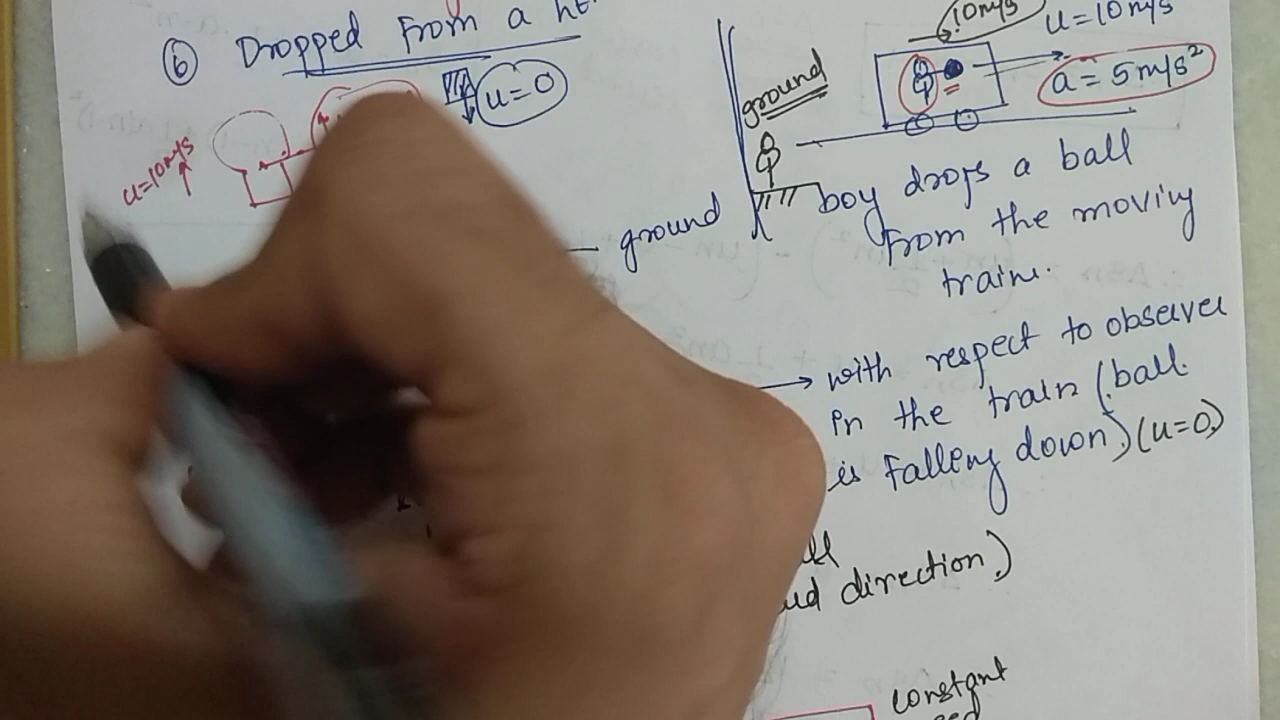 ⑥ Dropped From a ht.
u=0
u=10m/s
ground
10m/s
u=10m/s
a=5m/s²
ground
boy drops a ball
From the moving
train.
→ with respect to observer
in the train (ball
is Falling down) (u=0)
direction)
constant